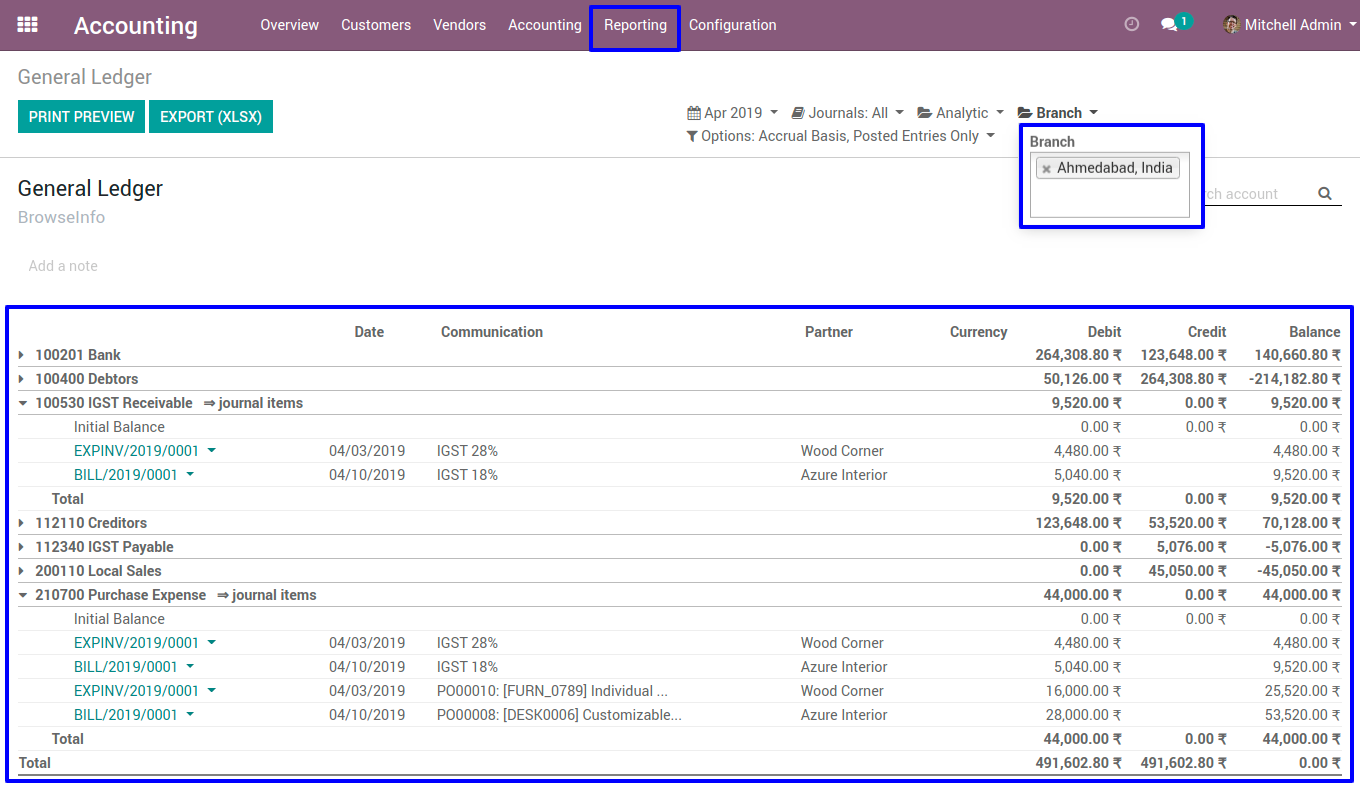 Accounting Overview Customers Vendors Accounting Reporting Configuration 1 Mitchell Admin
General Ledger
PRINT PREVIEW EXPORT (XLSX)
Apr 2019 Journals: All Analytic Branch
Options: Accrual Basis, Posted Entries Only
Branch
Ahmedabad, India
General Ledger
account
BrowseInfo
Add a note
Date Communication Partner Currency Debit Credit Balance
100201 Bank 264,308.80 ₹ 123,648.00 ₹ 140,660.80 ₹
100400 Debtors 50,126.00 ₹ 264,308.80 ₹ -214,182.80 ₹
100530 IGST Receivable ⇒ journal items 9,520.00 ₹ 0.00 ₹ 9,520.00 ₹
Initial Balance 0.00 ₹ 0.00 ₹ 0.00 ₹
EXPINV/2019/0001 04/03/2019 IGST 28% Wood Corner 4,480.00 ₹ 4,480.00 ₹
BILL/2019/0001 04/10/2019 IGST 18% Azure Interior 5,040.00 ₹ 9,520.00 ₹
Total 9,520.00 ₹ 0.00 ₹ 9,520.00 ₹
112110 Creditors 123,648.00 ₹ 53,520.00 ₹ 70,128.00 ₹
112340 IGST Payable 0.00 ₹ 5,076.00 ₹ -5,076.00 ₹
200110 Local Sales 0.00 ₹ 45,050.00 ₹ -45,050.00 ₹
210700 Purchase Expense ⇒ journal items 44,000.00 ₹ 0.00 ₹ 44,000.00 ₹
Initial Balance 0.00 ₹ 0.00 ₹ 0.00 ₹
EXPINV/2019/0001 04/03/2019 IGST 28% Wood Corner 4,480.00 ₹ 4,480.00 ₹
BILL/2019/0001 04/10/2019 IGST 18% Azure Interior 5,040.00 ₹ 9,520.00 ₹
EXPINV/2019/0001 04/03/2019 PO00010: [FURN_0789] Individual ... Wood Corner 16,000.00 ₹ 25,520.00 ₹
BILL/2019/0001 04/10/2019 PO00008: [DESK0006] Customizable... Azure Interior 28,000.00 ₹ 53,520.00 ₹
Total 44,000.00 ₹ 0.00 ₹ 44,000.00 ₹
Total 491,602.80 ₹ 491,602.80 ₹ 0.00 ₹